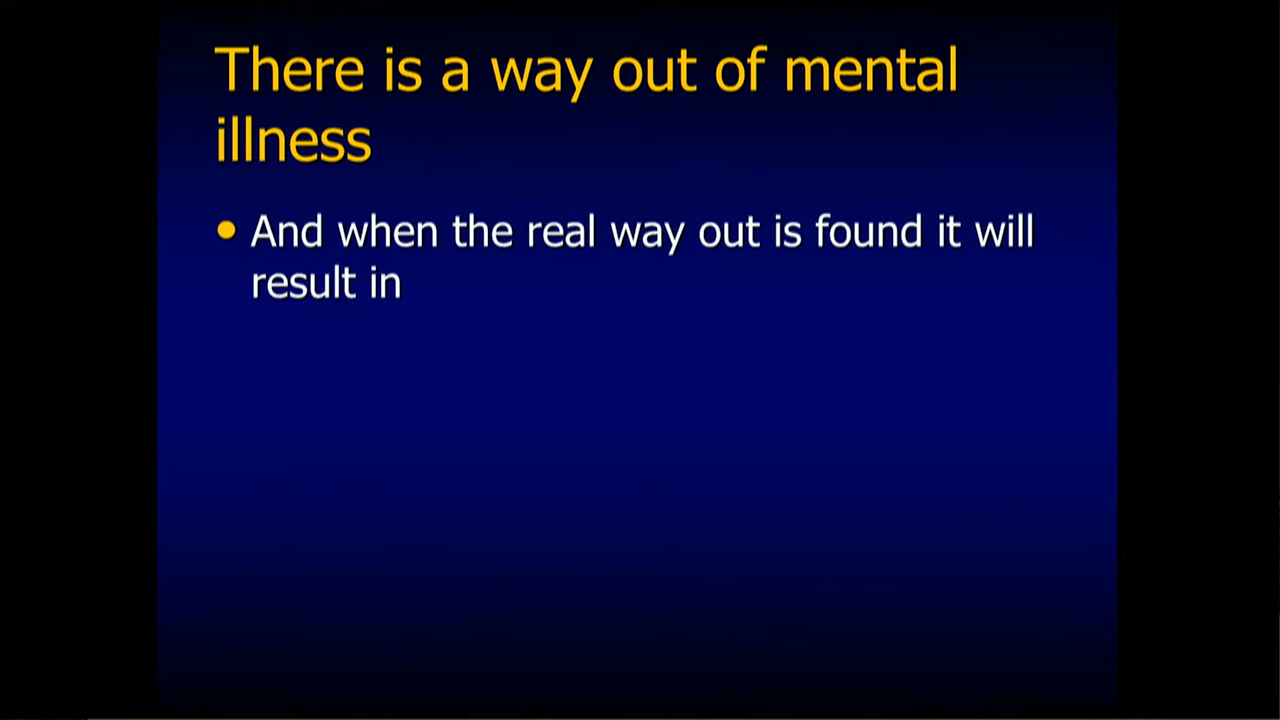 There is a way out of mental
illness
• And when the real way out is found it will
result in